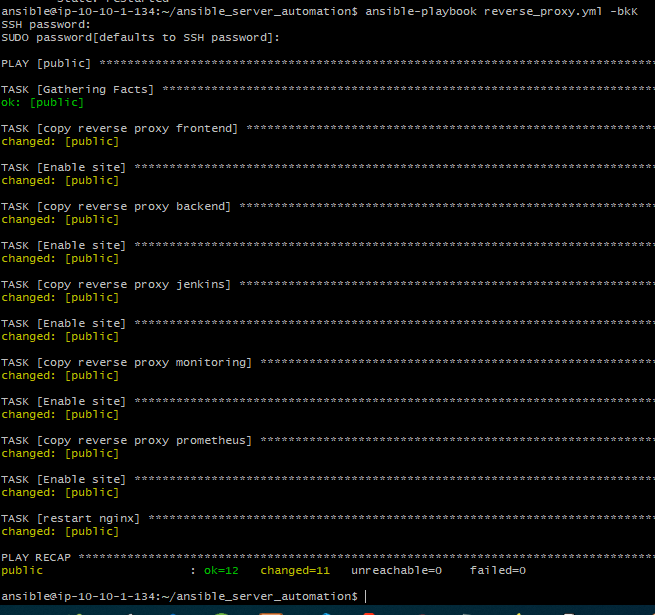 ansible@ip-10-10-1-134:~/ansible_server_automation$ ansible-playbook reverse_proxy.yml -bkK
SSH password:
SUDO password[defaults to SSH password]:
PLAY [public] *******************************************************************************
TASK [Gathering Facts] **********************************************************************
ok: [public]
TASK [copy reverse proxy frontend] **********************************************************
changed: [public]
TASK [Enable site] **************************************************************************
changed: [public]
TASK [copy reverse proxy backend] ***********************************************************
changed: [public]
TASK [Enable site] **************************************************************************
changed: [public]
TASK [copy reverse proxy jenkins] ***********************************************************
changed: [public]
TASK [Enable site] **************************************************************************
changed: [public]
TASK [copy reverse proxy monitoring] ********************************************************
changed: [public]
TASK [Enable site] **************************************************************************
changed: [public]
TASK [copy reverse proxy prometheus] ********************************************************
changed: [public]
TASK [Enable site] **************************************************************************
changed: [public]
TASK [restart nginx] ************************************************************************
changed: [public]
PLAY RECAP **********************************************************************************
public                     : ok=12   changed=11   unreachable=0    failed=0
ansible@ip-10-10-1-134:~/ansible_server_automation$